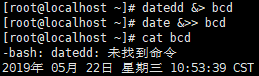 [root@localhost ~]# datedd &> bcd
[root@localhost ~]# date &>> bcd
[root@localhost ~]# cat bcd
-bash: datedd: 未找到命令
2019年 05月 22日 星期三 10:53:39 CST